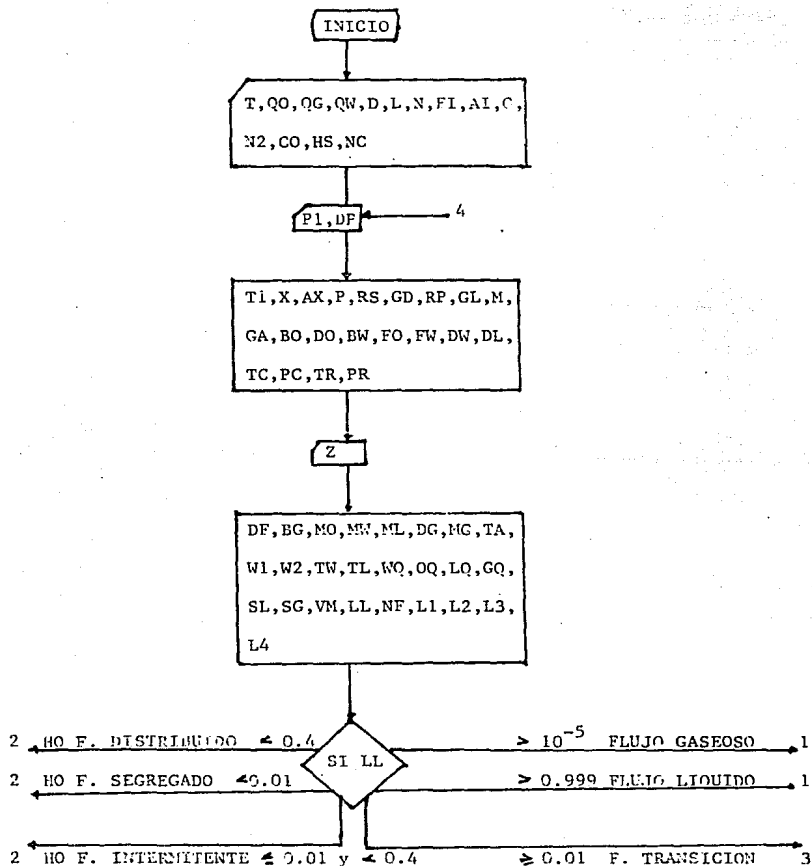 INICIO
T,QO,QG,QW,D,L,N,FI,AI,C,
N2,CO,HS,NC
P1,DF
4
Ti,X,AX,P,RS,GD,RP,GL,M,
GA,BO,DO,BW,FO,FW,DW,DL,
TC,PC,TR,PR
Z
DF,BG,MO,MW,ML,DG,MG,TA,
W1,W2,TW,TL,WQ,OQ,LQ,GQ,
SL,SG,VM,LL,NF,L1,L2,L3,
L4
SI LL
2 HO F. DISTRIBUIDO ≤ 0.4
≥ 10⁻⁵ FLUJO GASEOSO 1
2 HO F. SEGREGADO <0.01
≥ 0.999 FLUJO LIQUIDO 1
2 HO F. INTERMITENTE ≤ 0.01 y < 0.4
≥ 0.01 F. TRANSICION 3